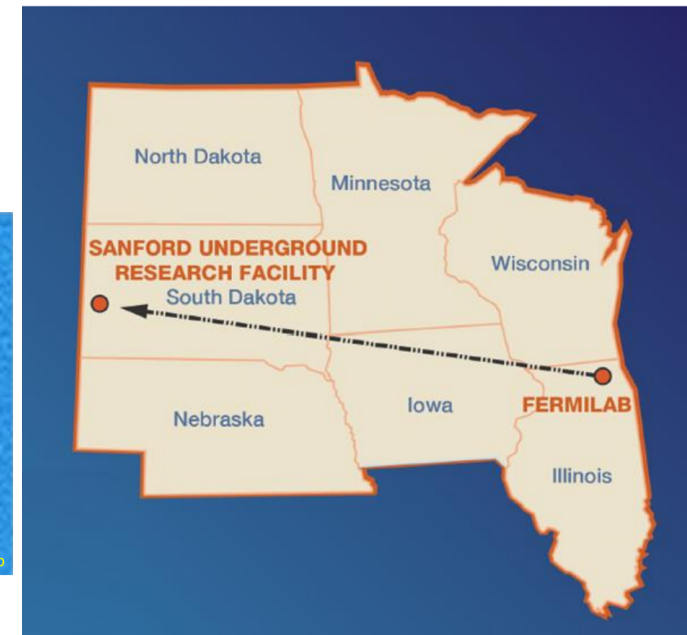 North Dakota
Minnesota
SANFORD UNDERGROUND
RESEARCH FACILITY
Wisconsin
South Dakota
FERMILAB
Iowa
Nebraska
Illinois